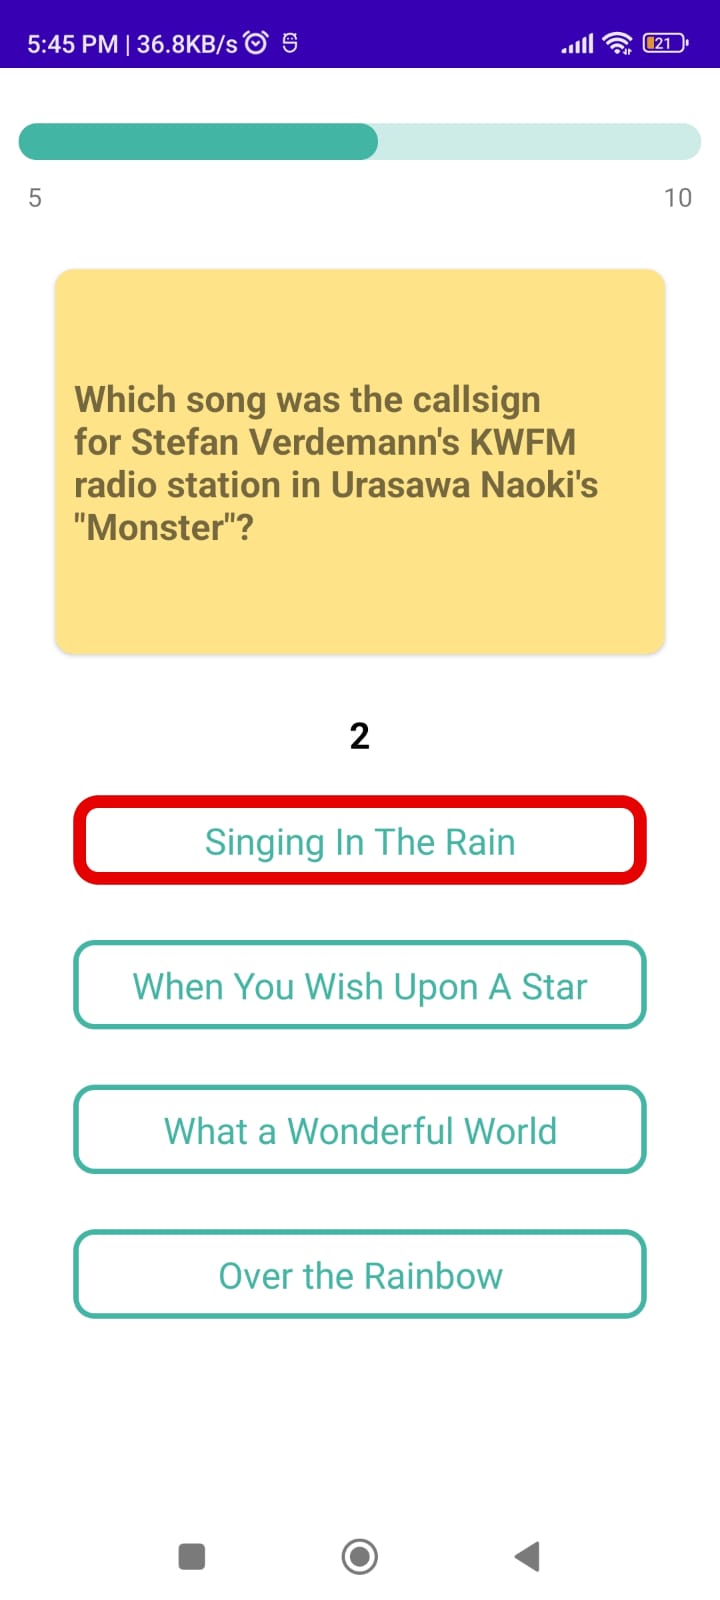 5:45 PM | 36.8KB/s
21
5
10
Which song was the callsign
for Stefan Verdemann's KWFM
radio station in Urasawa Naoki's
"Monster"?
2
Singing In The Rain
When You Wish Upon A Star
What a Wonderful World
Over the Rainbow